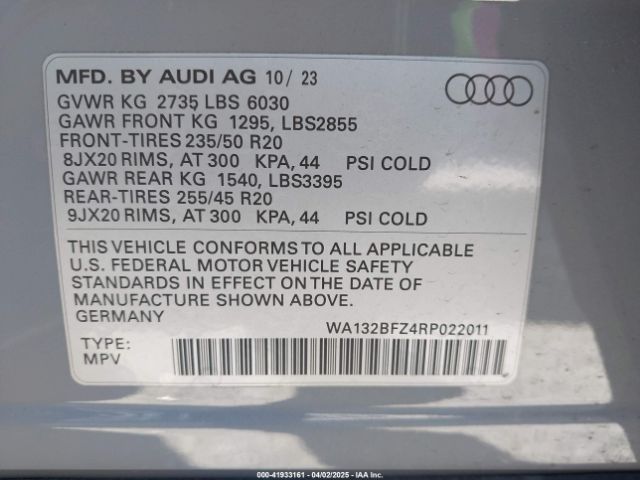 MFD. BY AUDI AG 10/ 23
GVWR KG 2735 LBS 6030
GAWR FRONT KG 1295, LBS2855
FRONT-TIRES 235/50 R20
8JX20 RIMS, AT 300 KPA, 44 PSI COLD
GAWR REAR KG 1540, LBS3395
REAR-TIRES 255/45 R20
9JX20 RIMS, AT 300 KPA, 44 PSI COLD
THIS VEHICLE CONFORMS TO ALL APPLICABLE
U.S. FEDERAL MOTOR VEHICLE SAFETY
STANDARDS IN EFFECT ON THE DATE OF
MANUFACTURE SHOWN ABOVE.
GERMANY
WA132BFZ4RP022011
TYPE:
MPV
000-41933161 - 04/02/2025 - IAAI.com